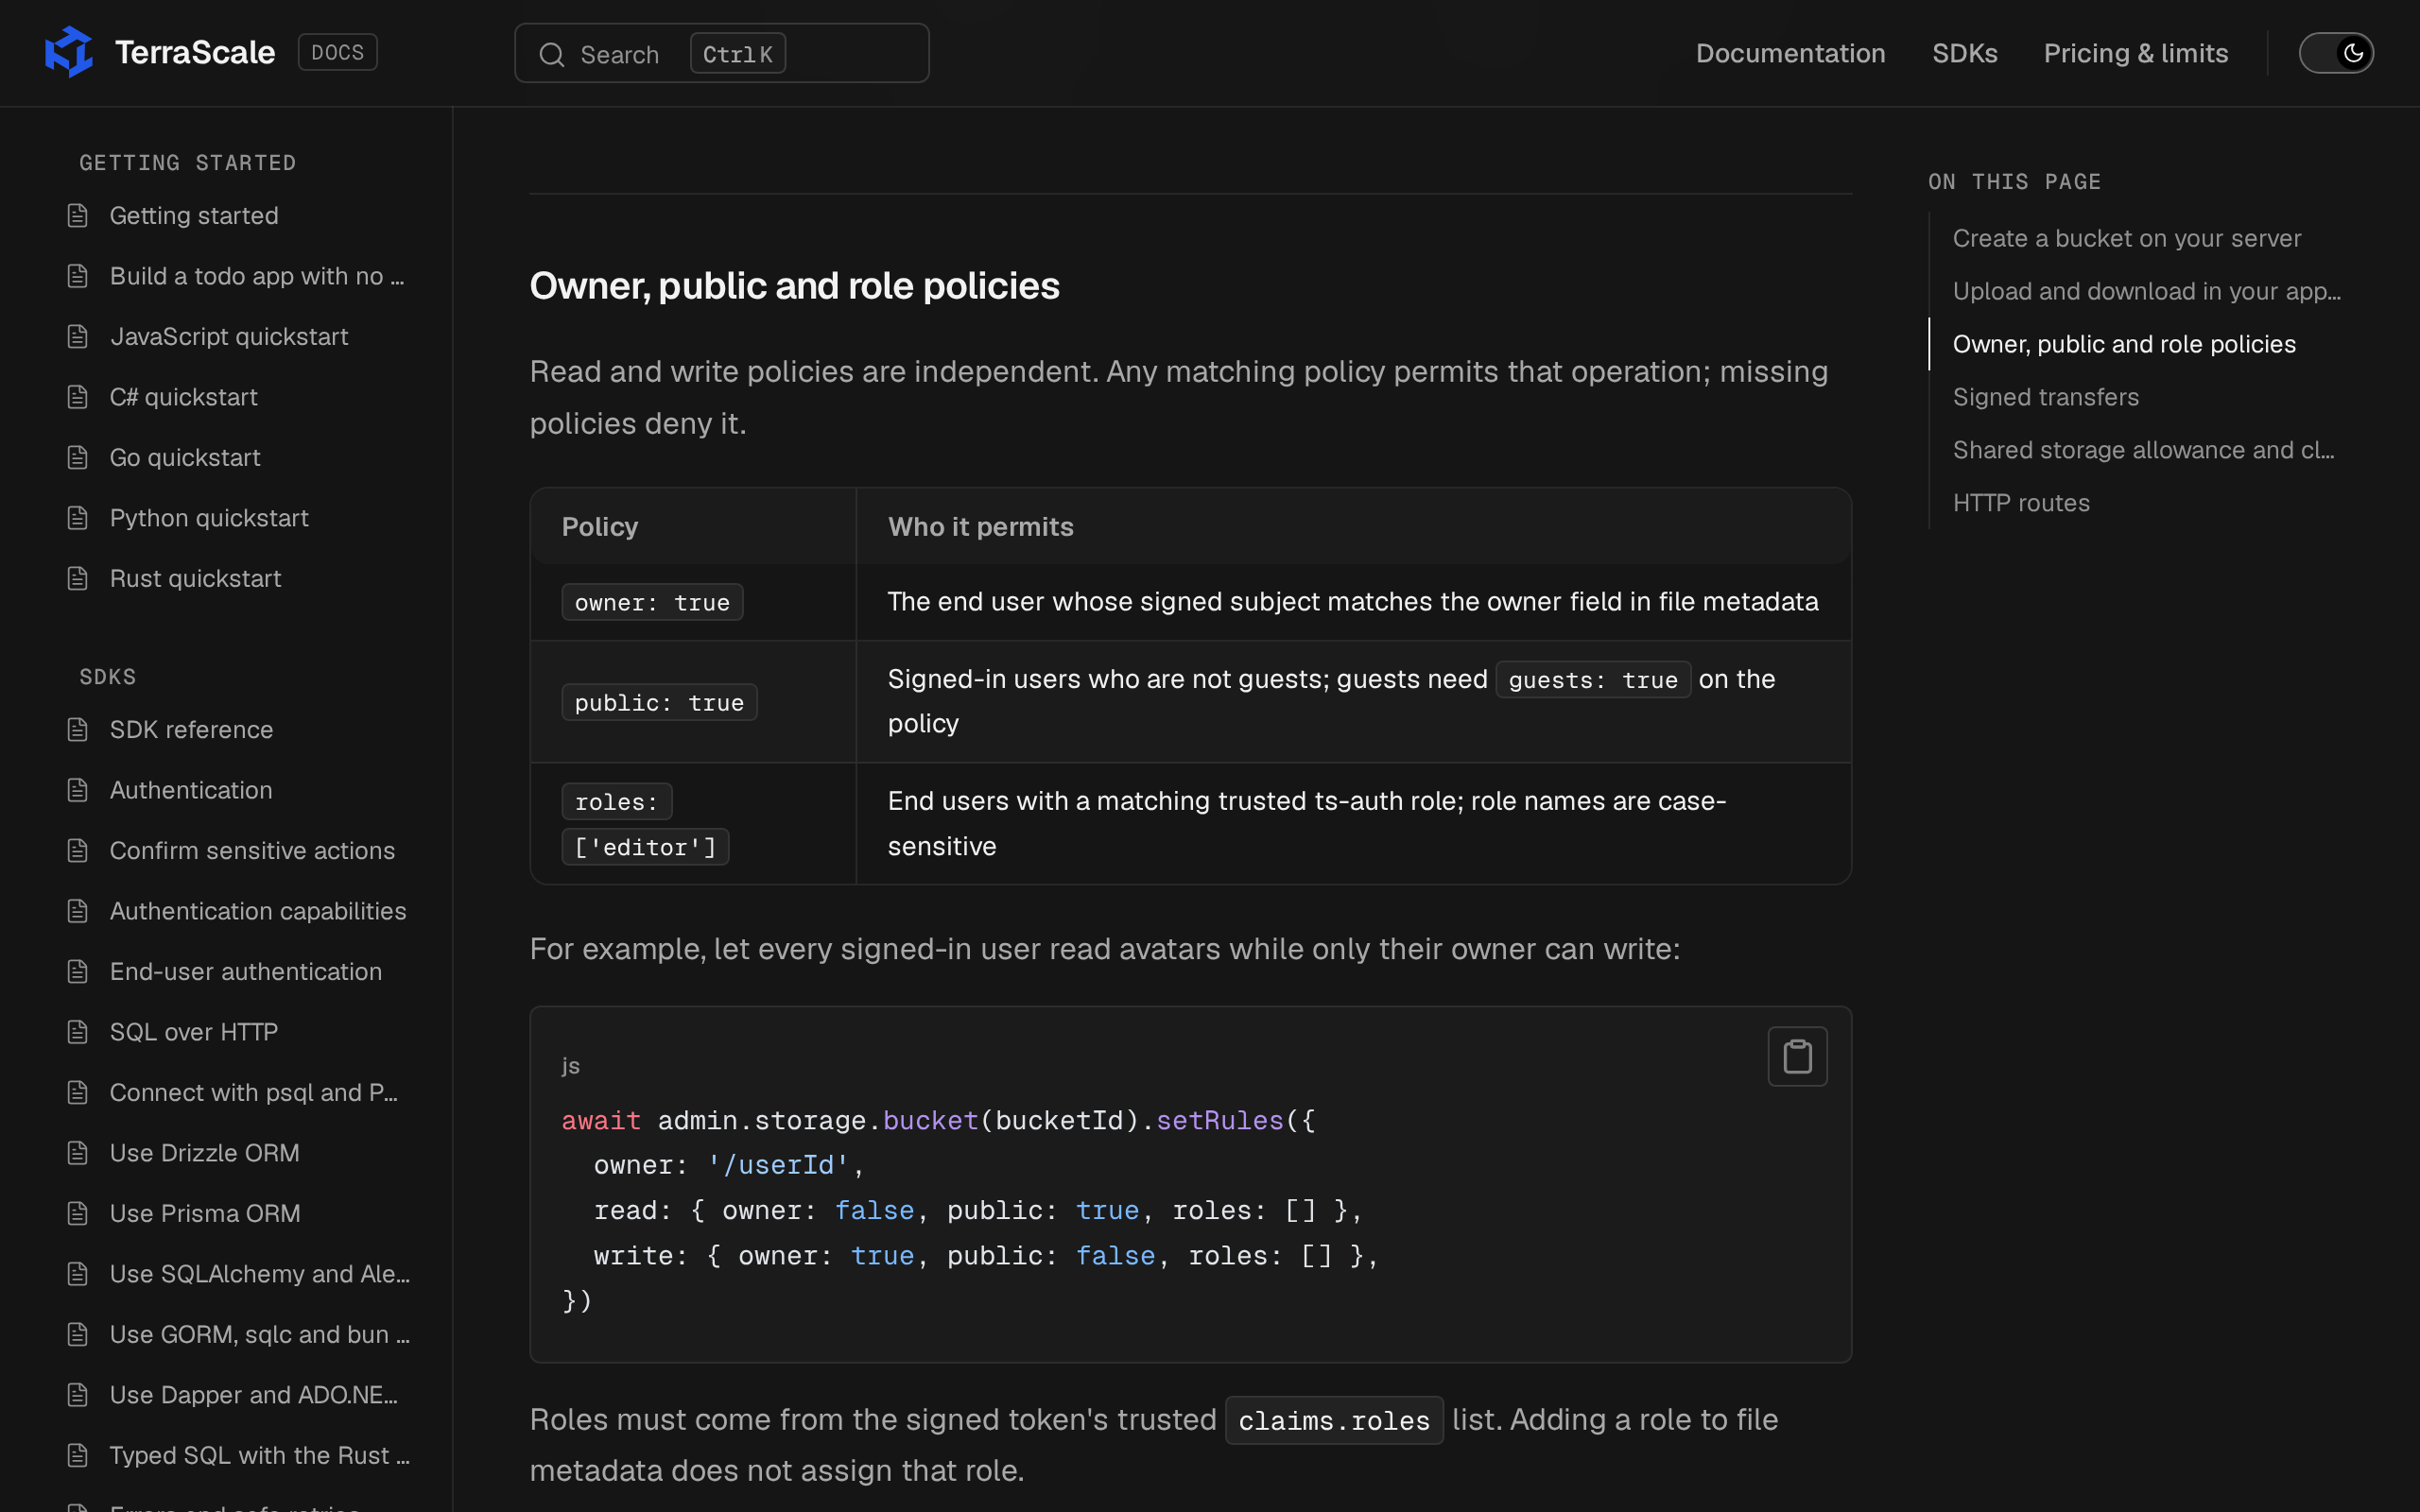 TerraScale DOCS
Search Ctrl K
Documentation SDKs Pricing & limits
GETTING STARTED
Getting started
Build a todo app with no ...
JavaScript quickstart
C# quickstart
Go quickstart
Python quickstart
Rust quickstart
SDKS
SDK reference
Authentication
Confirm sensitive actions
Authentication capabilities
End-user authentication
SQL over HTTP
Connect with psql and P...
Use Drizzle ORM
Use Prisma ORM
Use SQLAlchemy and Ale...
Use GORM, sqlc and bun ...
Use Dapper and ADO.NE...
Typed SQL with the Rust ...
Owner, public and role policies
Read and write policies are independent. Any matching policy permits that operation; missing
policies deny it.
Policy Who it permits
owner: true The end user whose signed subject matches the owner field in file metadata
public: true Signed-in users who are not guests; guests need guests: true on the
policy
roles:
['editor'] End users with a matching trusted ts-auth role; role names are case-
sensitive
For example, let every signed-in user read avatars while only their owner can write:
js
await admin.storage.bucket(bucketId).setRules({
  owner: '/userId',
  read: { owner: false, public: true, roles: [] },
  write: { owner: true, public: false, roles: [] },
})
Roles must come from the signed token's trusted claims.roles list. Adding a role to file
metadata does not assign that role.
ON THIS PAGE
Create a bucket on your server
Upload and download in your app...
Owner, public and role policies
Signed transfers
Shared storage allowance and cl...
HTTP routes